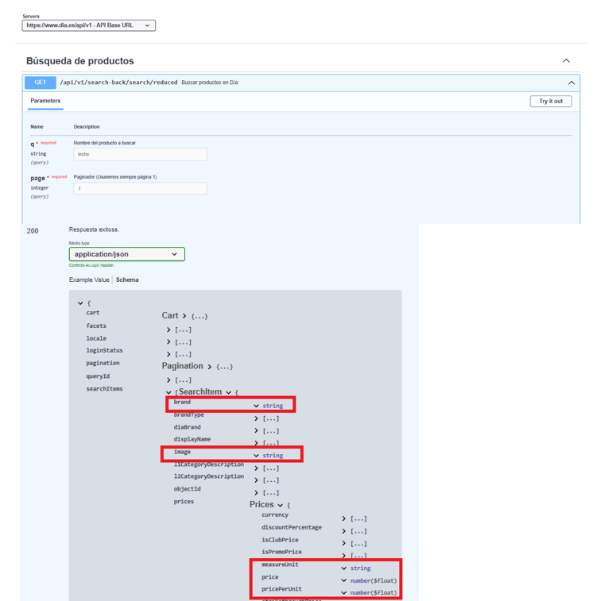 Servers
https://www.dia.es/api/v1 - API Base URL
Búsqueda de productos
GET /api/v1/search-back/search/reduced Buscar productos en Dia
Parameters
Try it out
Name Description
q * required Nombre del producto a buscar
string
(query)
page * required Paginador (Usaremos siempre página 1)
integer 1
(query)
200 Respuesta exitosa.
Media type
application/json
Controls Accept header.
Example Value | Schema
{
cart Cart > {...}
facets > [...]
locale > [...]
loginStatus > [...]
pagination Pagination > {...}
queryId > [...]
searchItems [SearchItem {
brand string
brandType > [...]
diaBrand > [...]
displayName > [...]
image string
l1CategoryDescription > [...]
l2CategoryDescription > [...]
objectId > [...]
prices Prices {
currency > [...]
discountPercentage > [...]
isClubPrice > [...]
isPromoPrice > [...]
measureUnit string
price number($float)
pricePerUnit number($float)